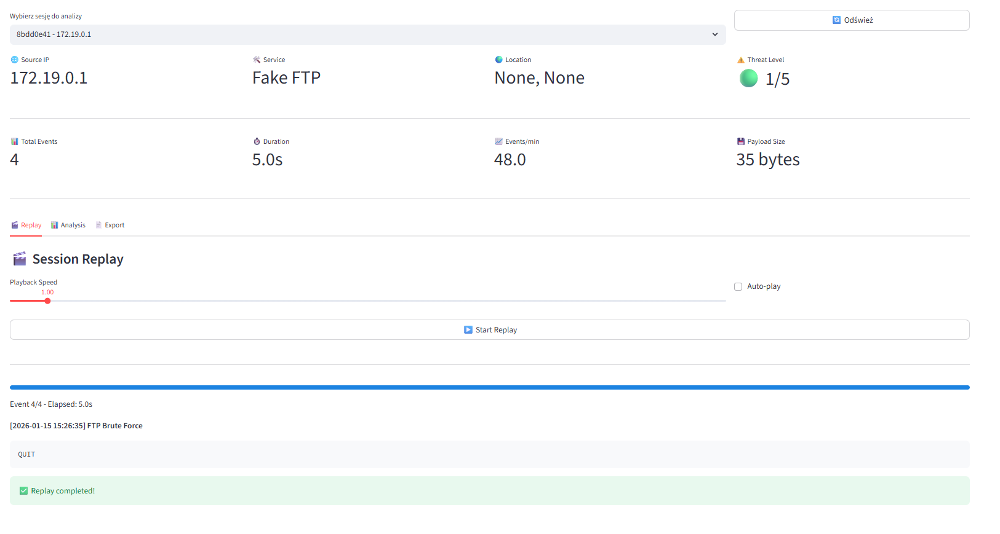 Wybierz sesję do analizy
8bdd0e41 - 172.19.0.1
Odśwież
Source IP
Service
Location
Threat Level
172.19.0.1
Fake FTP
None, None
1/5
Total Events
Duration
Events/min
Payload Size
4
5.0s
48.0
35 bytes
Replay
Analysis
Export
Session Replay
Playback Speed
1.00
Auto-play
Start Replay
Event 4/4 - Elapsed: 5.0s
[2026-01-15 15:26:35] FTP Brute Force
QUIT
Replay completed!